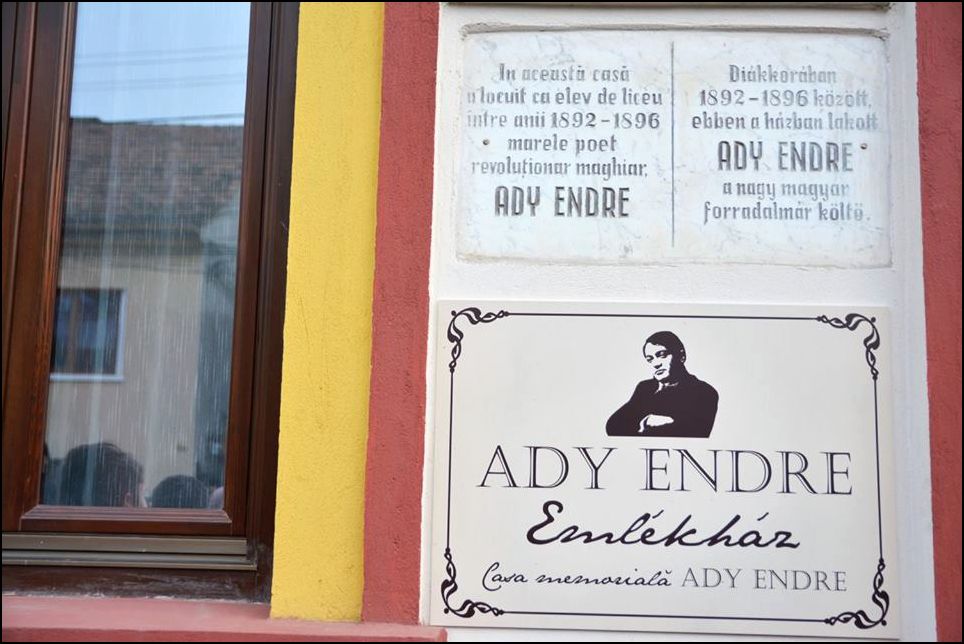 In această casă
a locuit ca elev de liceu
între anii 1892-1896
marele poet
revoluționar maghiar,
ADY ENDRE
Diákkorában
1892-1896 között,
ebben a házban lakott
ADY ENDRE
a nagy magyar
forradalmár költő.
ADY ENDRE
Emlékház
Casa memorială ADY ENDRE